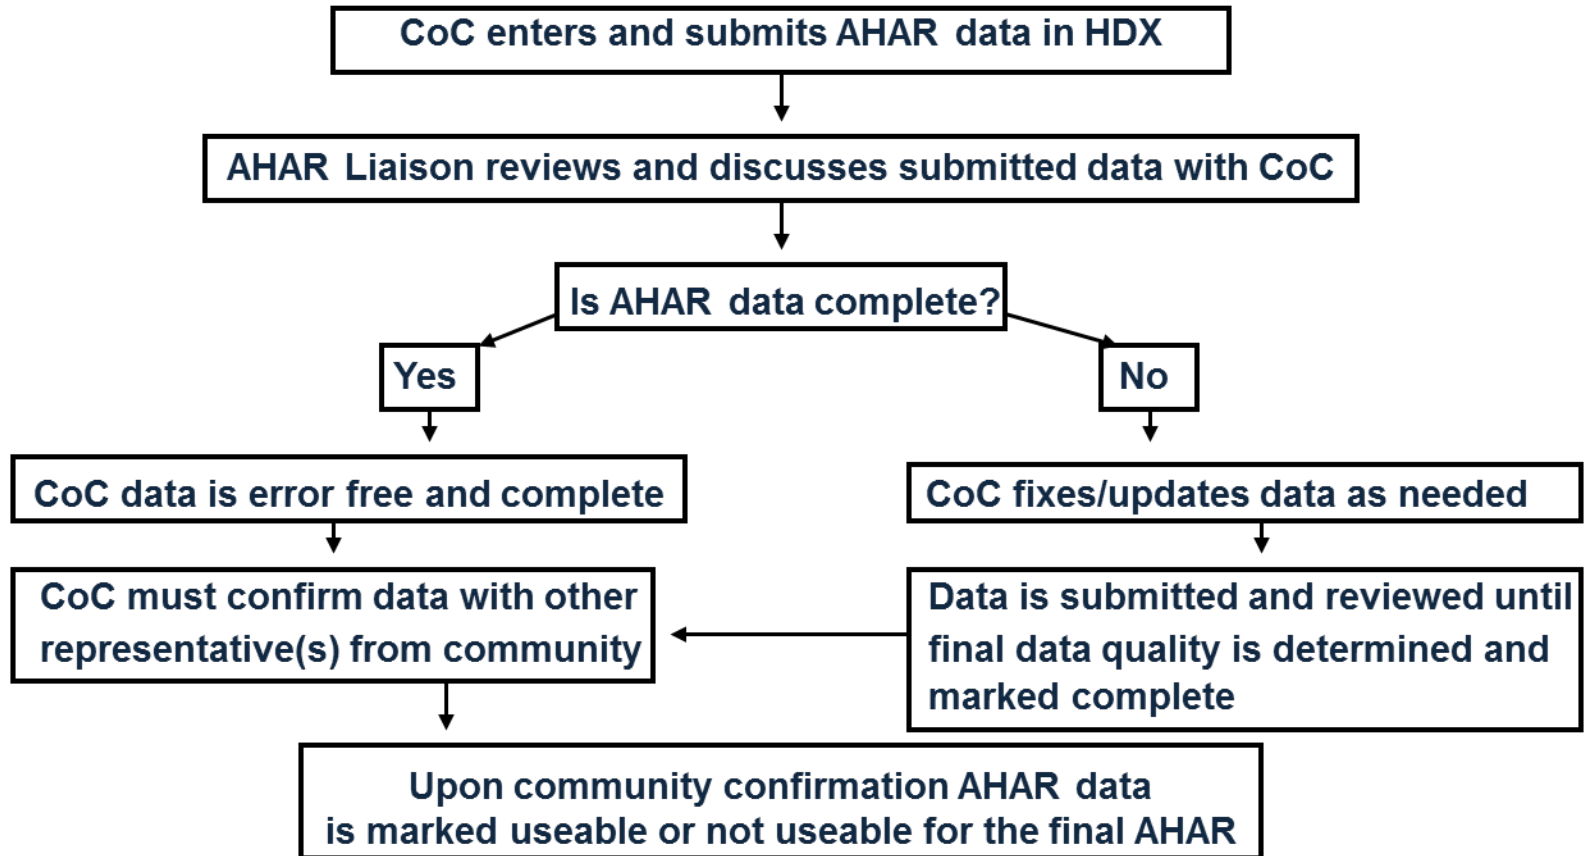 CoC enters and submits AHAR data in HDX
AHAR Liaison reviews and discusses submitted data with CoC
Is AHAR data complete?
Yes
No
CoC data is error free and complete
CoC fixes/updates data as needed
CoC must confirm data with other
representative(s) from community
Data is submitted and reviewed until
final data quality is determined and
marked complete
Upon community confirmation AHAR data
is marked useable or not useable for the final AHAR